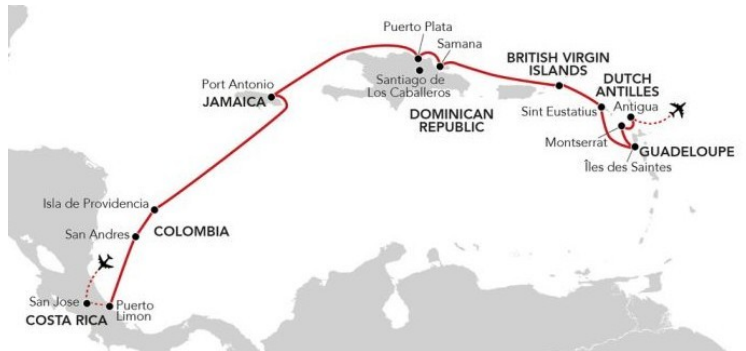 Puerto Plata
Samana
BRITISH VIRGIN
ISLANDS
DUTCH
ANTILLES
Port Antonio
JAMAICA
Santiago de
Los Caballeros
DOMINICAN
REPUBLIC
Sint Eustatius
Antigua
Montserrat
GUADELOUPE
Îles des Saintes
Isla de Providencia
San Andres
COLOMBIA
San Jose
COSTA RICA
Puerto
Limon